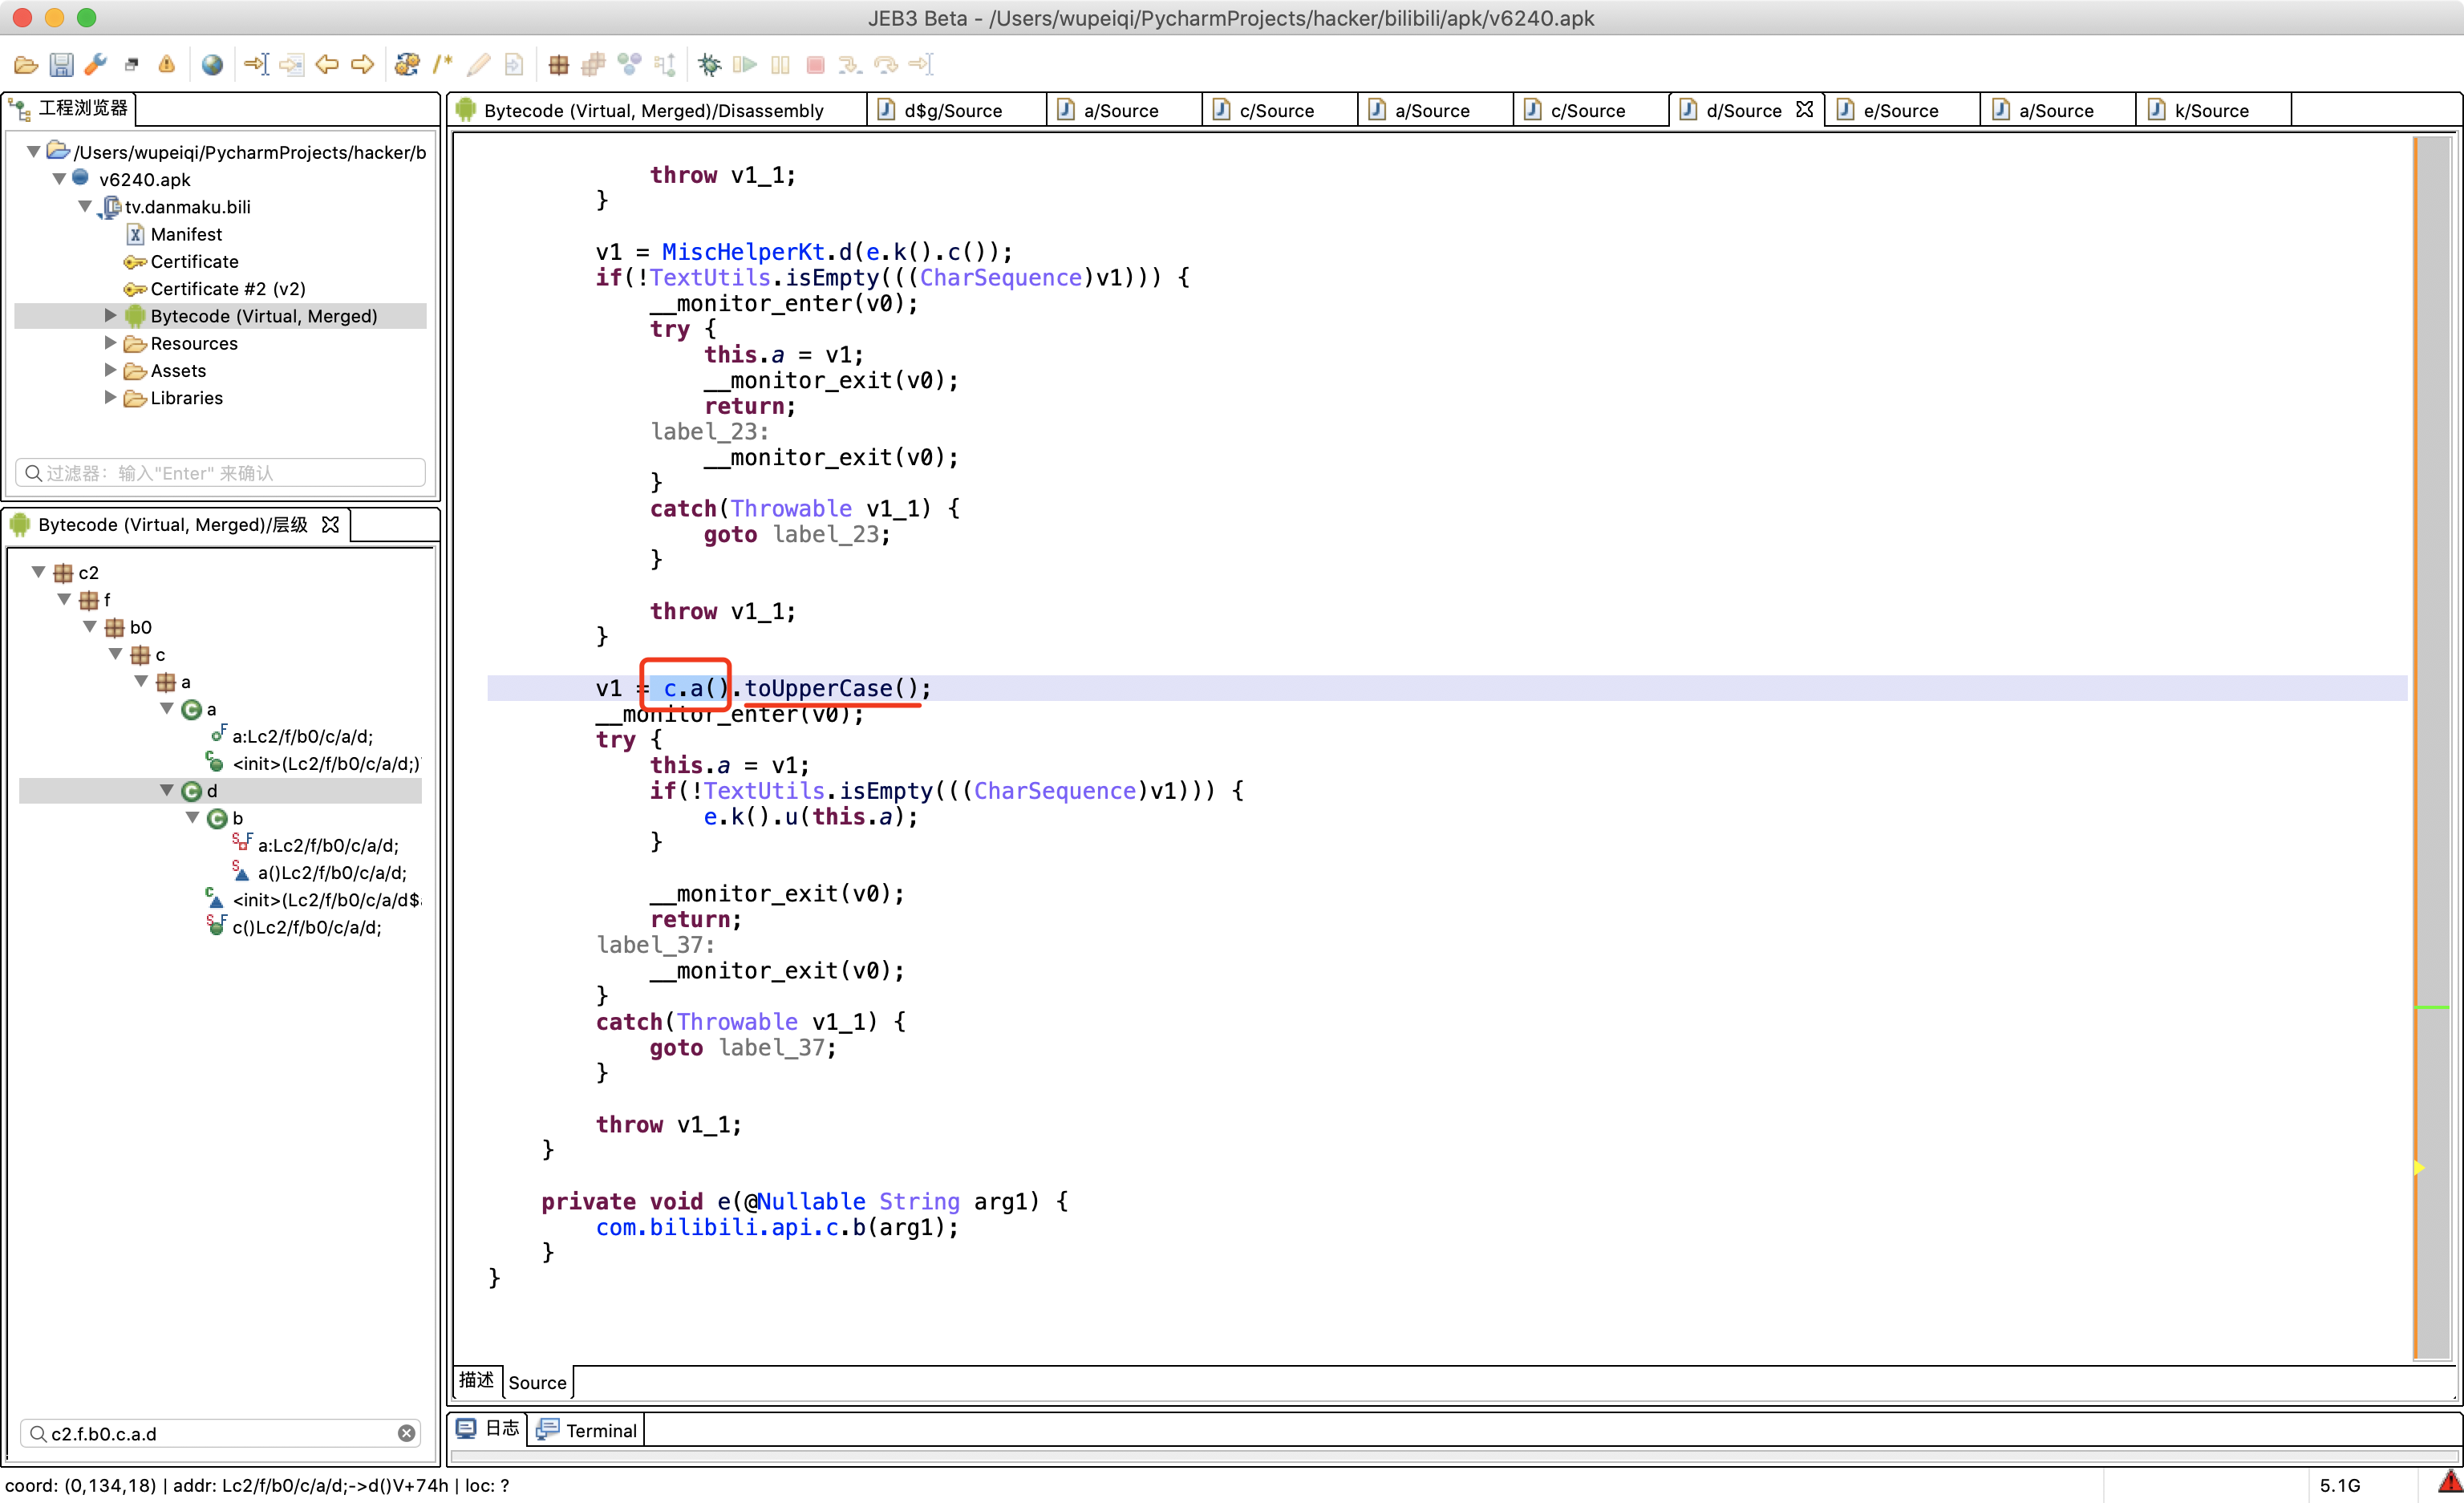 JEB3 Beta - /Users/wupeiqi/PycharmProjects/hacker/bilibili/apk/v6240.apk
工程浏览器
/Users/wupeiqi/PycharmProjects/hacker/b
v6240.apk
tv.danmaku.bili
Manifest
Certificate
Certificate #2 (v2)
Bytecode (Virtual, Merged)
Resources
Assets
Libraries
过滤器: 输入"Enter" 来确认
Bytecode (Virtual, Merged)/层级
c2
f
b0
c
a
a
a:Lc2/f/b0/c/a/d;
<init>(Lc2/f/b0/c/a/d;)
d
b
a:Lc2/f/b0/c/a/d;
a()Lc2/f/b0/c/a/d;
<init>(Lc2/f/b0/c/a/d$
c()Lc2/f/b0/c/a/d;
c2.f.b0.c.a.d
Bytecode (Virtual, Merged)/Disassembly
d$g/Source
a/Source
c/Source
a/Source
c/Source
d/Source
e/Source
a/Source
k/Source
throw v1_1;
}
v1 = MiscHelperKt.d(e.k().c());
if(!TextUtils.isEmpty(((CharSequence)v1))) {
__monitor_enter(v0);
try {
this.a = v1;
__monitor_exit(v0);
return;
label_23:
__monitor_exit(v0);
}
catch(Throwable v1_1) {
goto label_23;
}
throw v1_1;
}
v1 = c.a().toUpperCase();
__monitor_enter(v0);
try {
this.a = v1;
if(!TextUtils.isEmpty(((CharSequence)v1))) {
e.k().u(this.a);
}
__monitor_exit(v0);
return;
label_37:
__monitor_exit(v0);
}
catch(Throwable v1_1) {
goto label_37;
}
throw v1_1;
}
private void e(@Nullable String arg1) {
com.bilibili.api.c.b(arg1);
}
}
描述
Source
日志
Terminal
coord: (0,134,18) | addr: Lc2/f/b0/c/a/d;->d()V+74h | loc: ?
5.1G